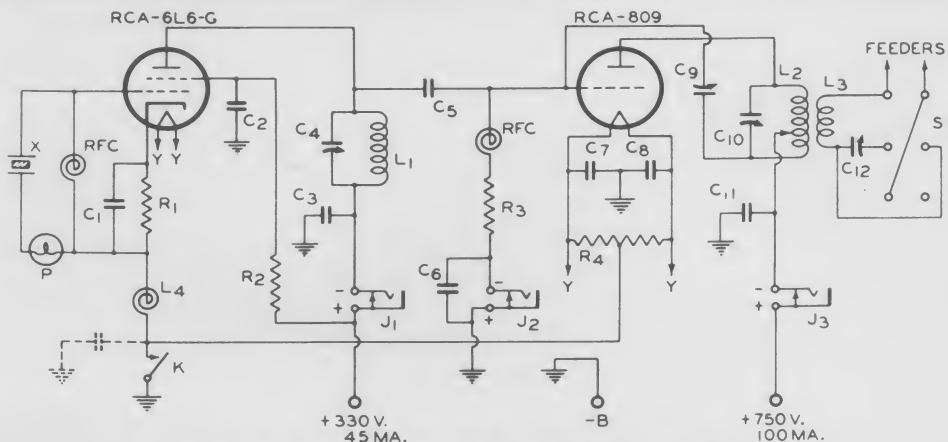 RCA-6L6-G
RCA-809
FEEDERS
C9
L2
L3
X
RFC
C2
C5
C4
L1
RFC
C7
C8
C10
C12
S
Y Y
C1
R1
C3
R3
C11
P
R2
R4
L4
C6
Y
Y
-
+
J1
-
+
J2
-
+
J3
K
+330 V.
45 MA.
-B
+750 V.
100 MA.